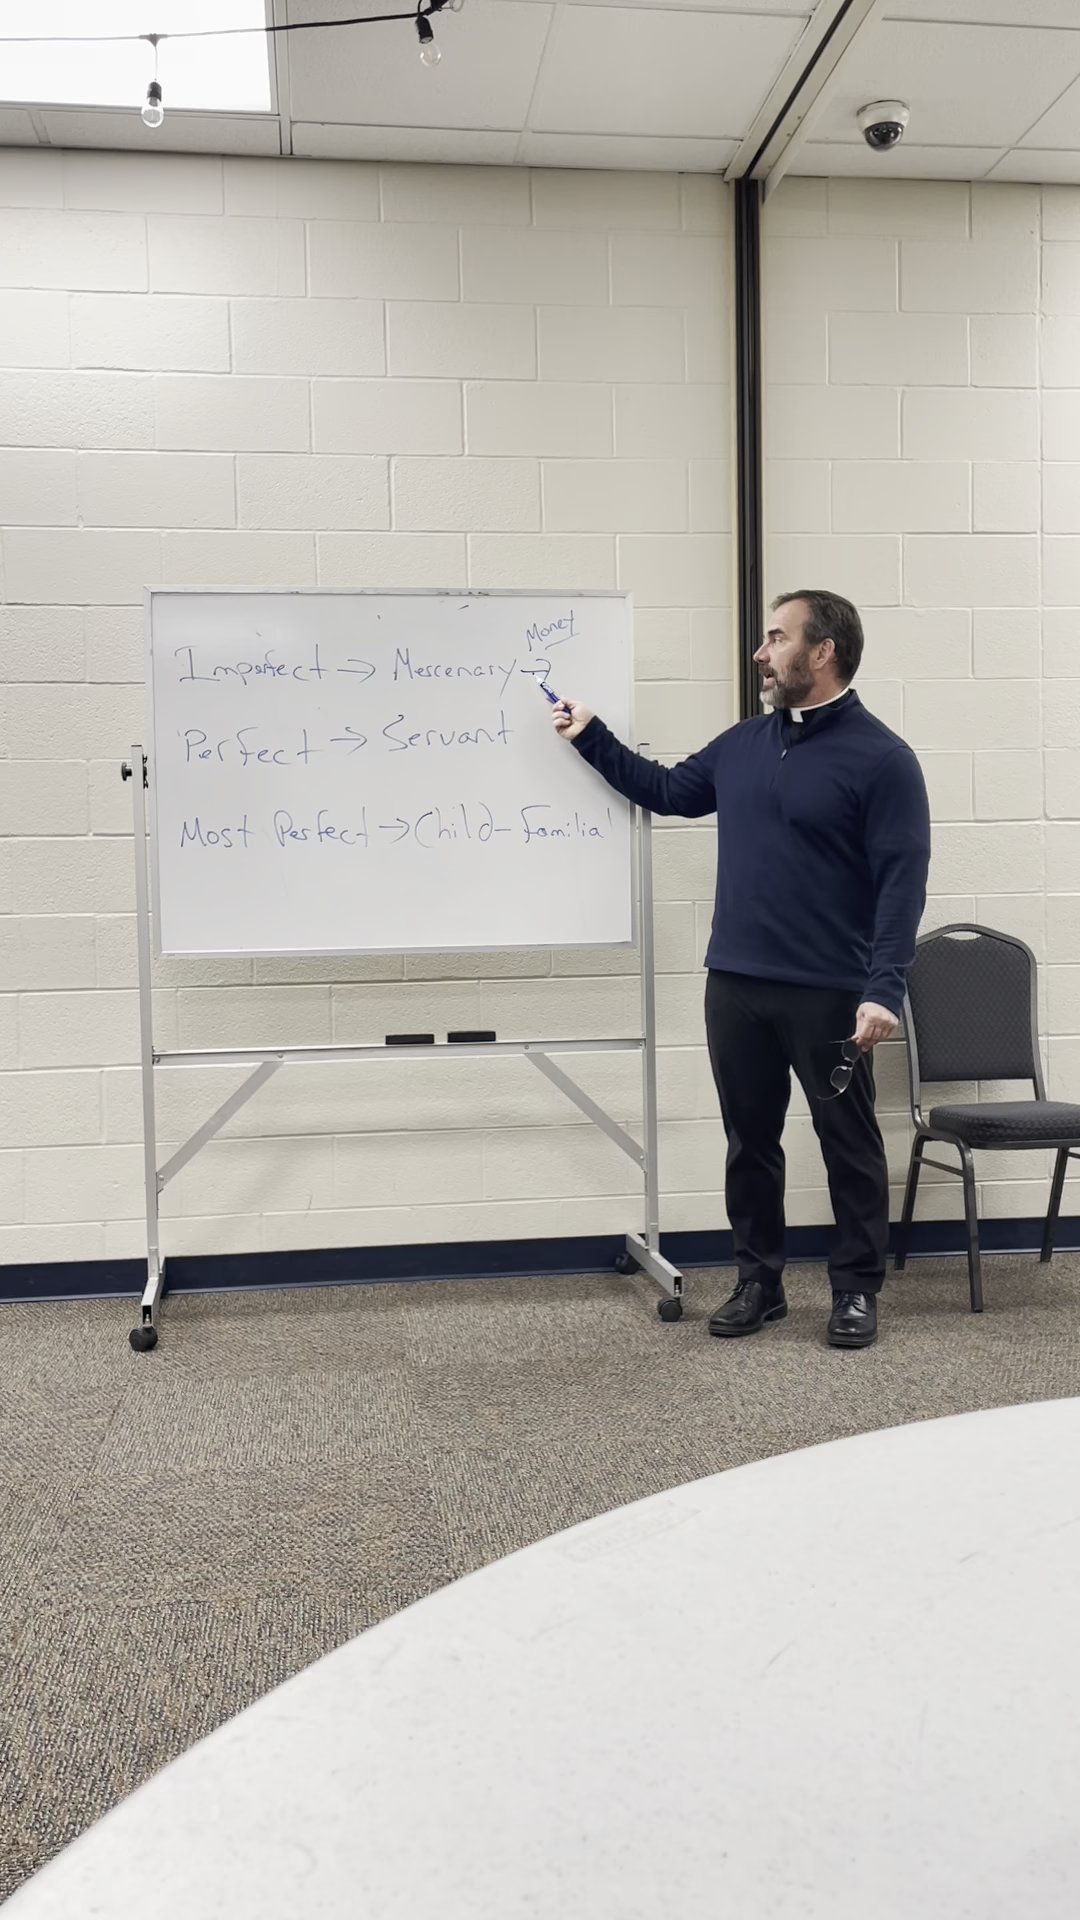 Money
Imperfect → Mercenary →
Perfect → Servant
Most Perfect → Child - Familial